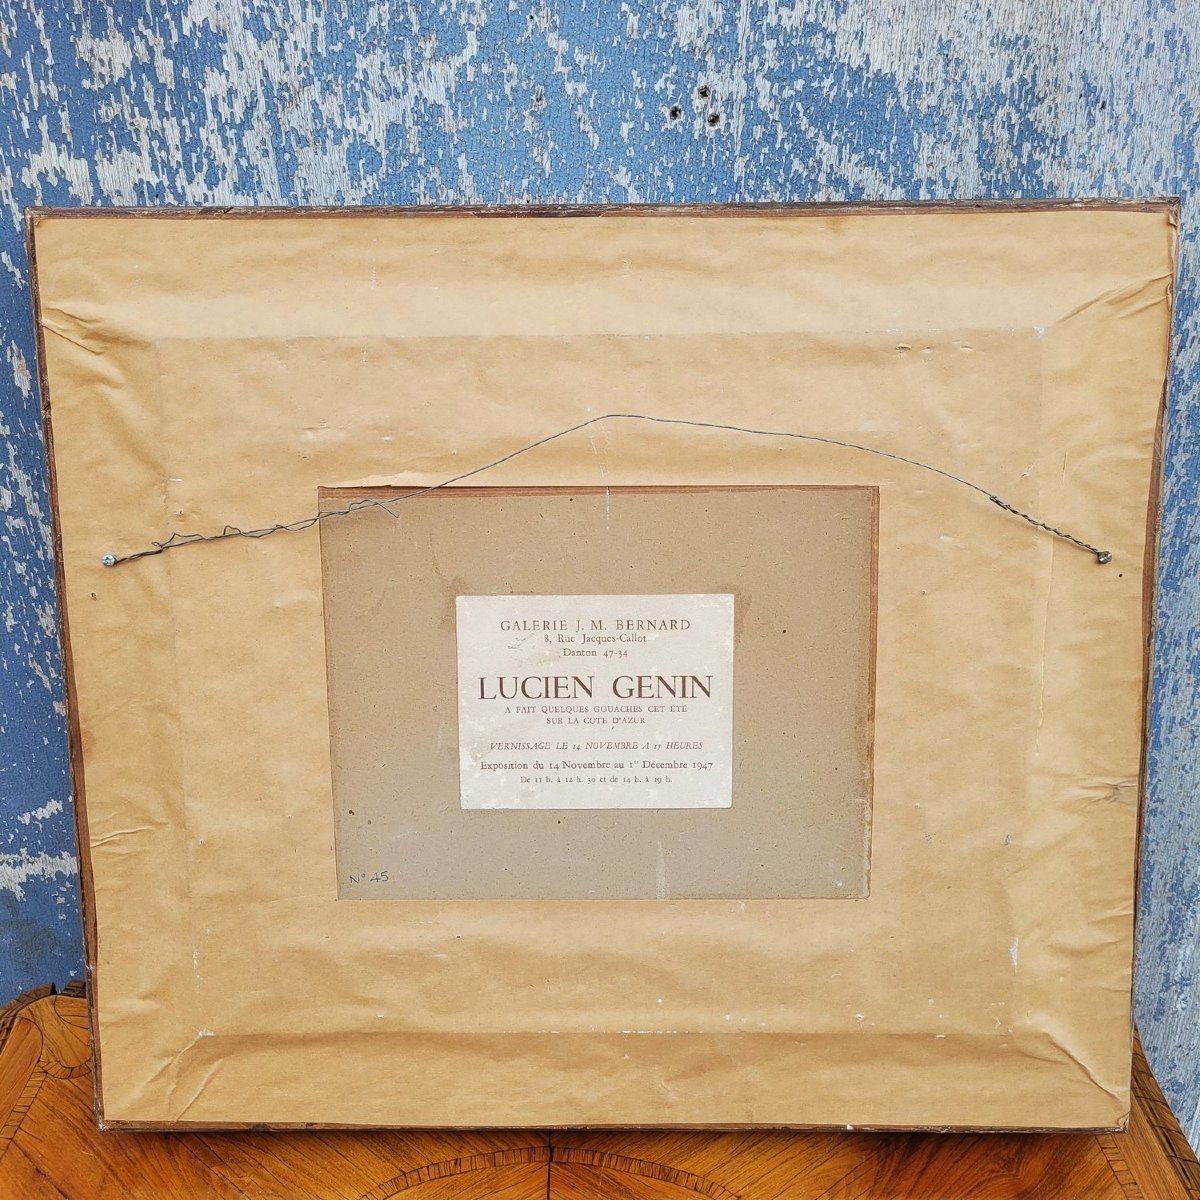 GALERIE J. M. BERNARD
8, Rue Jacques-Callot
Danton 47-34
LUCIEN GENIN
A FAIT QUELQUES GOUACHES CET ÉTÉ
SUR LA COTE D'AZUR
VERNISSAGE LE 14 NOVEMBRE A 15 HEURES
Exposition du 14 Novembre au 1er Décembre 1947
De 11 h. à 12 h. 30 et de 14 h. à 19 h.
N° 45